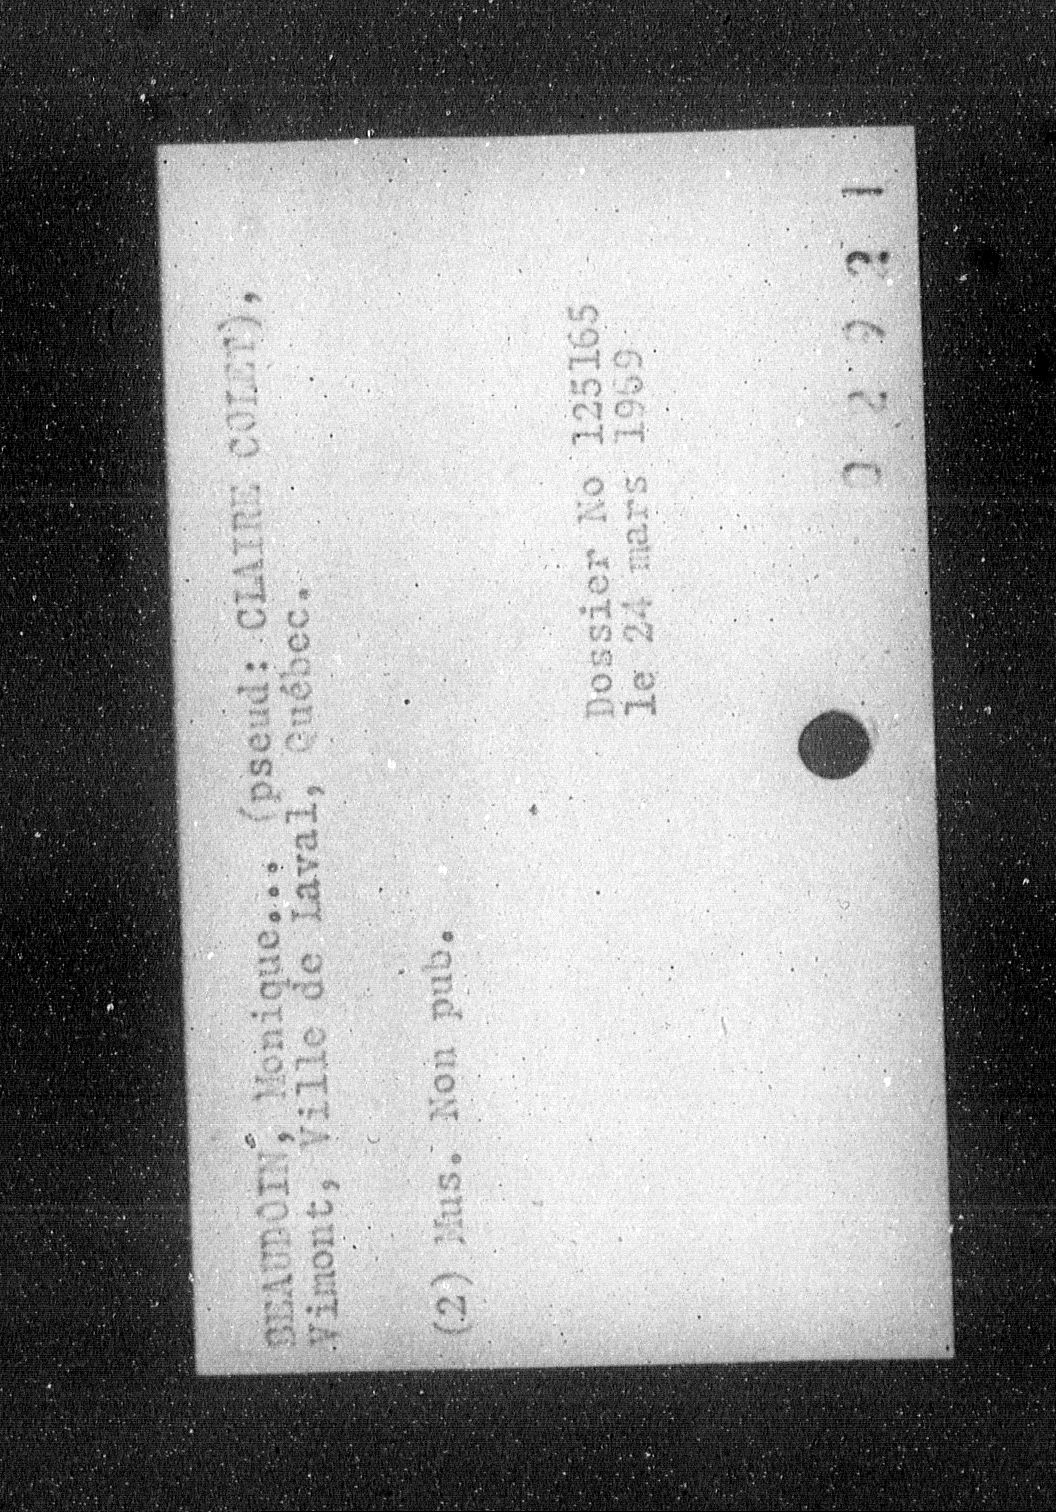 BEAUDOIN, Monique... (pseud: CLAIRE COLET),
Vimont, Ville de Laval, Québec.
(2) Mus. Non pub.
Dossier No 125165
le 24 mars 1969
0 2 9 2 1